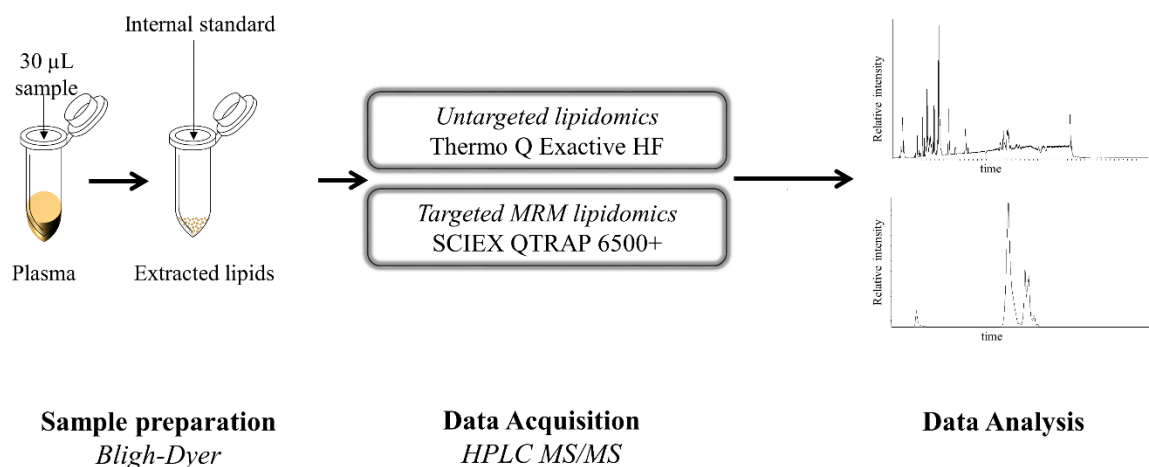 Internal standard
30 µL
sample
Plasma
Extracted lipids
Untargeted lipidomics
Thermo Q Exactive HF
Targeted MRM lipidomics
SCIEX QTRAP 6500+
Relative intensity
time
Relative intensity
time
Sample preparation
Bligh-Dyer
Data Acquisition
HPLC MS/MS
Data Analysis